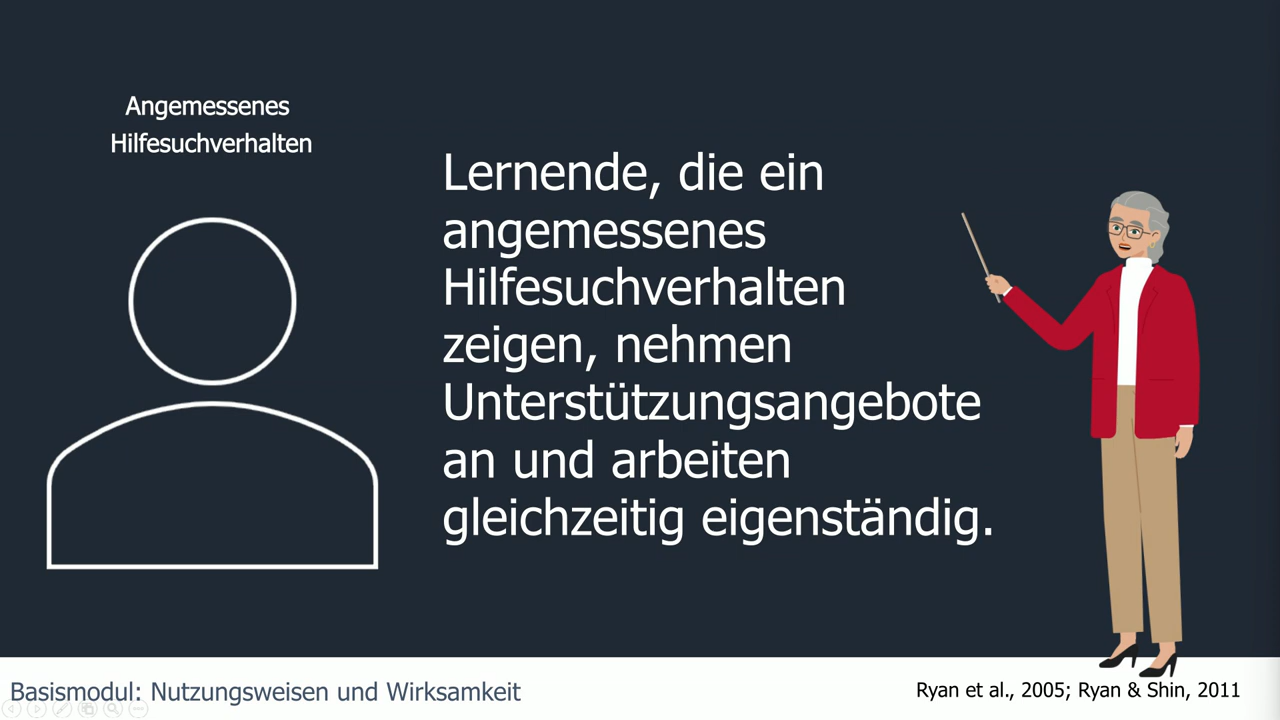 Angemessenes
Hilfesuchverhalten
Lernende, die ein
angemessenes
Hilfesuchverhalten
zeigen, nehmen
Unterstützungsangebote
an und arbeiten
gleichzeitig eigenständig.
Basismodul: Nutzungsweisen und Wirksamkeit
Ryan et al., 2005; Ryan & Shin, 2011